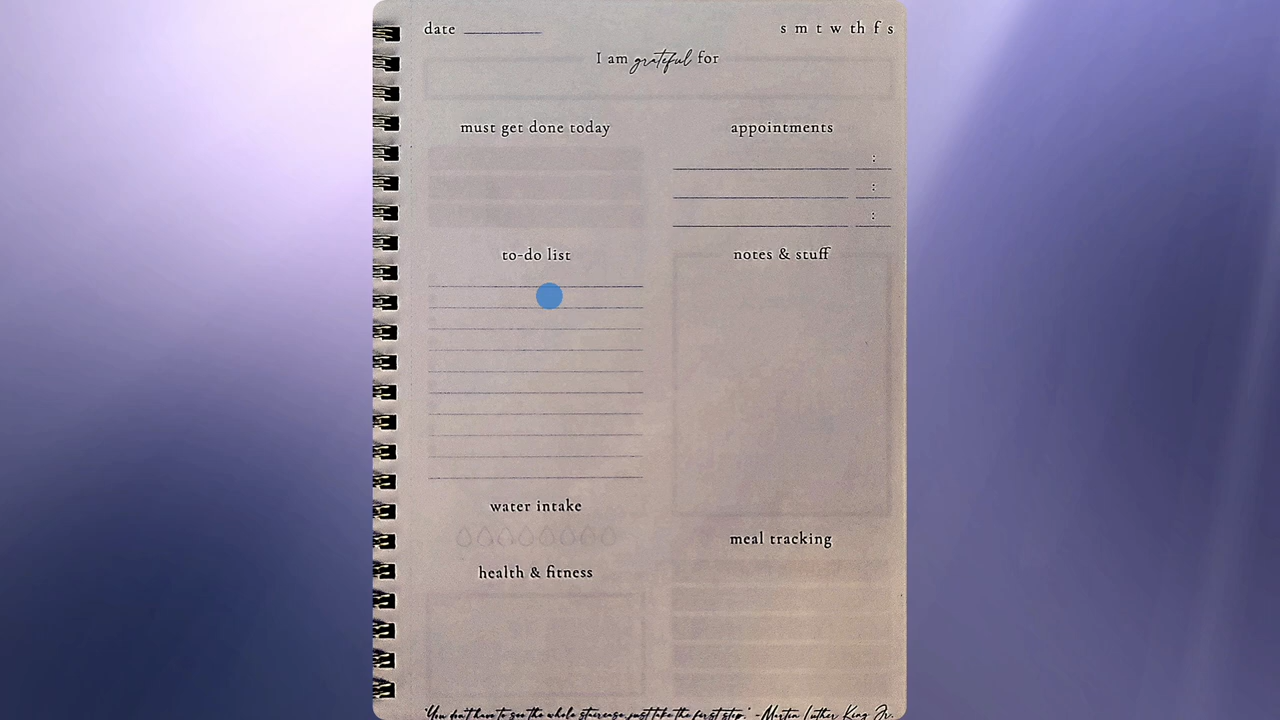 date
s m t w th f s
I am grateful for
must get done today
appointments
:
:
:
to-do list
notes & stuff
water intake
meal tracking
health & fitness
"You don't have to see the whole staircase, just take the first step." -Martin Luther King Jr.